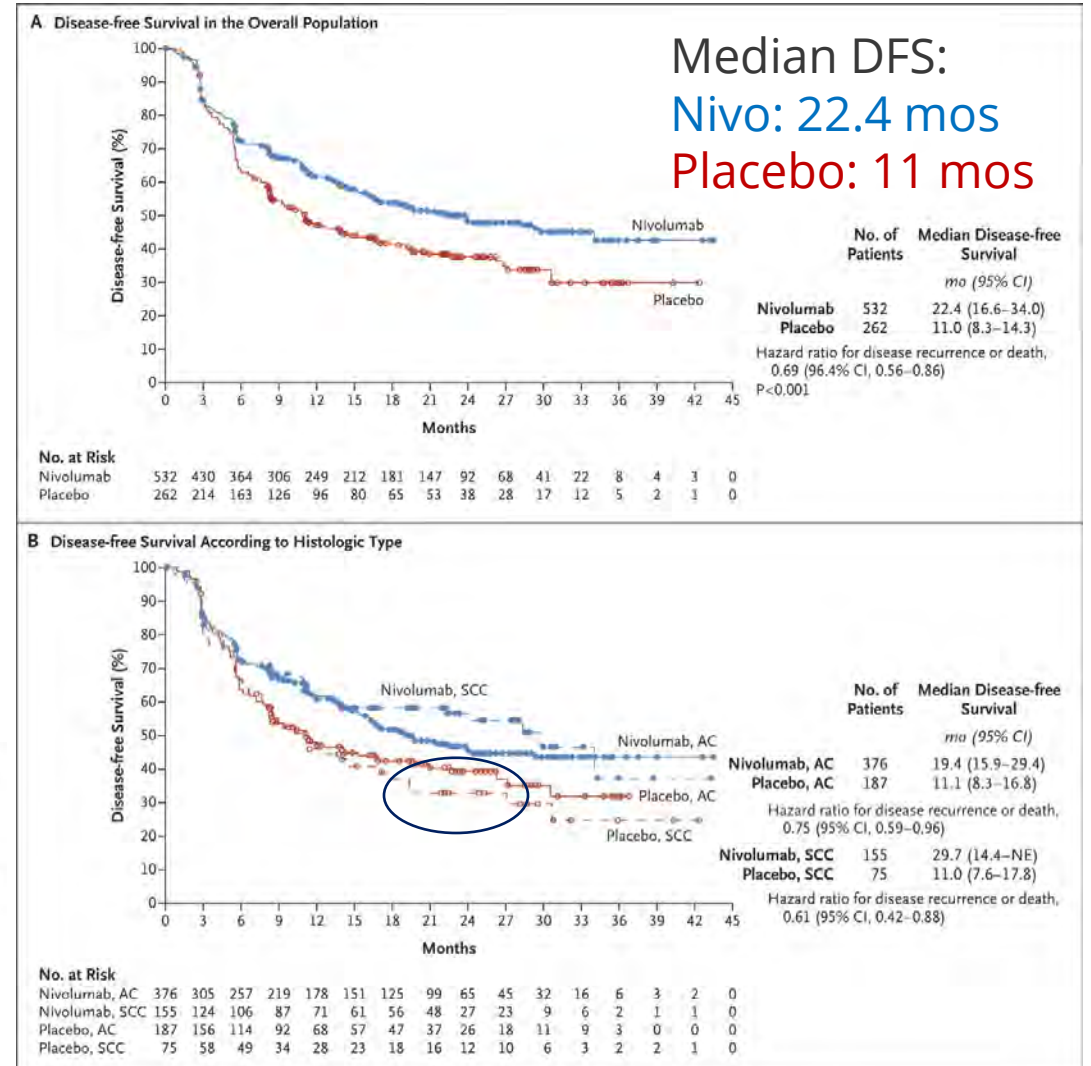 A Disease-free Survival in the Overall Population
Median DFS:
Nivo: 22.4 mos
Placebo: 11 mos
Disease-free Survival (%)
100
90
80
70
60
50
40
30
20
10
0
0 3 6 9 12 15 18 21 24 27 30 33 36 39 42 45
Months
Nivolumab
Placebo
No. of Patients Median Disease-free Survival
mo (95% CI)
Nivolumab 532 22.4 (16.6–34.0)
Placebo 262 11.0 (8.3–14.3)
Hazard ratio for disease recurrence or death,
0.69 (96.4% CI, 0.56–0.86)
P<0.001
No. at Risk
Nivolumab 532 430 364 306 249 212 181 147 92 68 41 22 8 4 3 0
Placebo 262 214 163 126 96 80 65 53 38 28 17 12 5 2 1 0
B Disease-free Survival According to Histologic Type
Disease-free Survival (%)
100
90
80
70
60
50
40
30
20
10
0
0 3 6 9 12 15 18 21 24 27 30 33 36 39 42 45
Months
Nivolumab, SCC
Nivolumab, AC
Placebo, AC
Placebo, SCC
No. of Patients Median Disease-free Survival
mo (95% CI)
Nivolumab, AC 376 19.4 (15.9–29.4)
Placebo, AC 187 11.1 (8.3–16.8)
Hazard ratio for disease recurrence or death,
0.75 (95% CI, 0.59–0.96)
Nivolumab, SCC 155 29.7 (14.4–NE)
Placebo, SCC 75 11.0 (7.6–17.8)
Hazard ratio for disease recurrence or death,
0.61 (95% CI, 0.42–0.88)
No. at Risk
Nivolumab, AC 376 305 257 219 178 151 125 99 65 45 32 16 6 3 2 0
Nivolumab, SCC 155 124 106 87 71 61 56 48 27 23 9 6 2 1 1 0
Placebo, AC 187 156 114 92 68 57 47 37 26 18 11 9 3 0 0 0
Placebo, SCC 75 58 49 34 28 23 18 16 12 10 6 3 2 2 1 0